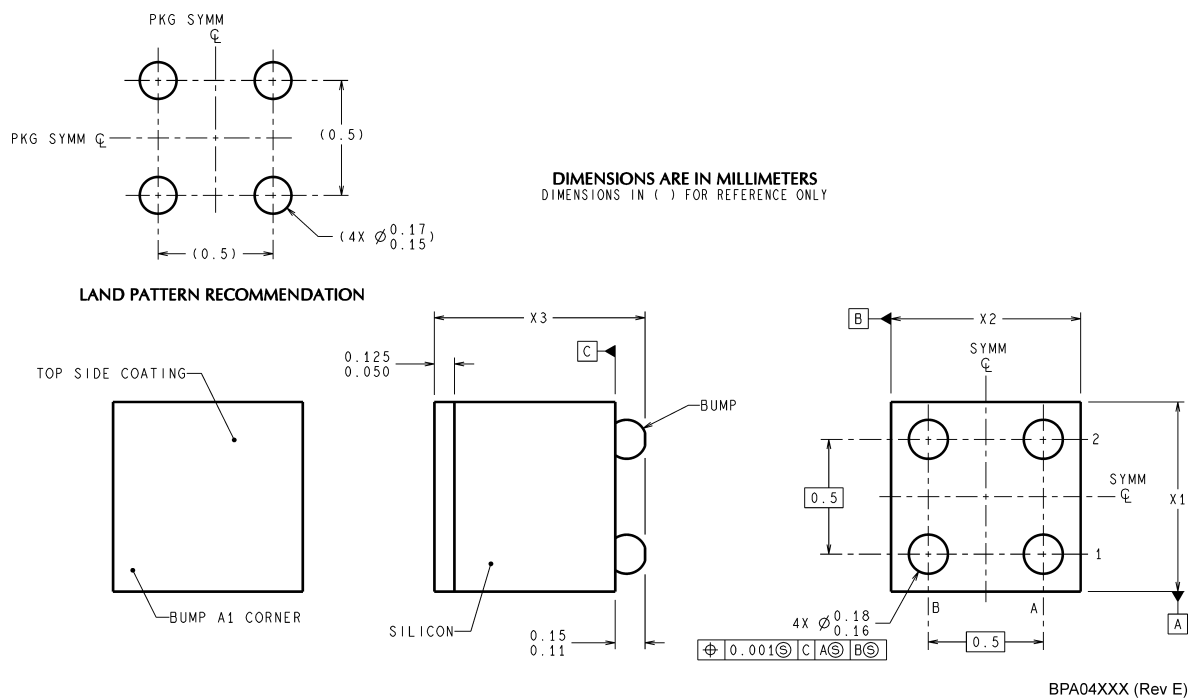 PKG SYMM
℄
PKG SYMM ℄
(0.5)
(4X Ø 0.17
0.15)
(0.5)
LAND PATTERN RECOMMENDATION
DIMENSIONS ARE IN MILLIMETERS
DIMENSIONS IN ( ) FOR REFERENCE ONLY
TOP SIDE COATING
BUMP A1 CORNER
X3
0.125
0.050
C
BUMP
SILICON
0.15
0.11
B
X2
SYMM
℄
2
0.5
SYMM
℄
X1
1
B
A
4X Ø 0.18
0.16
A
0.5
⌖ 0.001Ⓢ C AⓈ BⓈ
BPA04XXX (Rev E)